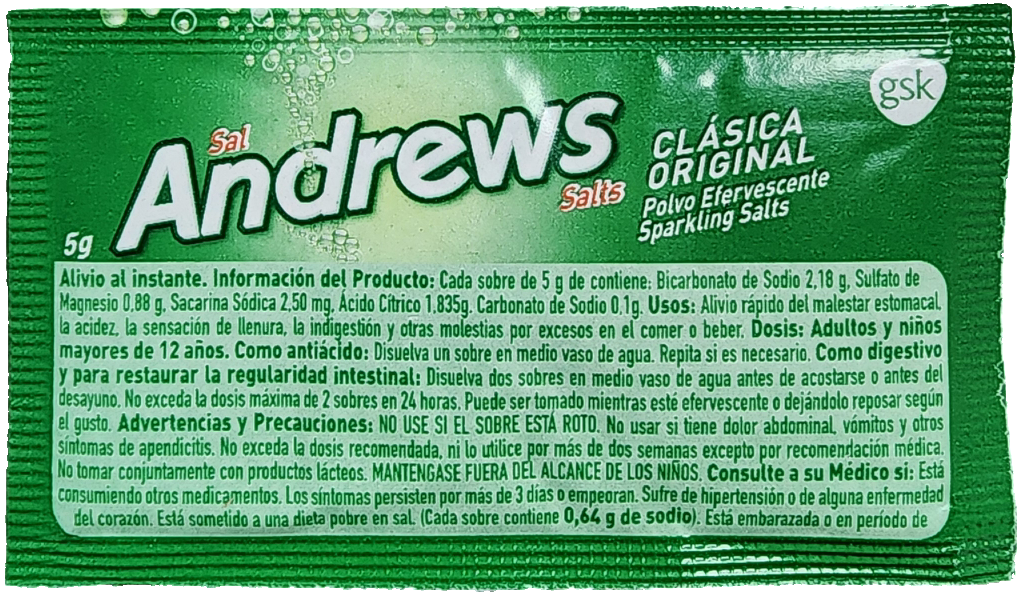 gsk
Sal
Andrews
Salts
CLÁSICA
ORIGINAL
Polvo Efervescente
Sparkling Salts
5g
Alivio al instante. Información del Producto: Cada sobre de 5 g de contiene: Bicarbonato de Sodio 2,18 g, Sulfato de
Magnesio 0,88 g, Sacarina Sódica 2,50 mg, Ácido Cítrico 1,835g. Carbonato de Sodio 0,1g. Usos: Alivio rápido del malestar estomacal,
la acidez, la sensación de llenura, la indigestión y otras molestias por excesos en el comer o beber. Dosis: Adultos y niños
mayores de 12 años. Como antiácido: Disuelva un sobre en medio vaso de agua. Repita si es necesario. Como digestivo
y para restaurar la regularidad intestinal: Disuelva dos sobres en medio vaso de agua antes de acostarse o antes del
desayuno. No exceda la dosis máxima de 2 sobres en 24 horas. Puede ser tomado mientras esté efervescente o dejándolo reposar según
el gusto. Advertencias y Precauciones: NO USE SI EL SOBRE ESTÁ ROTO. No usar si tiene dolor abdominal, vómitos y otros
síntomas de apendicitis. No exceda la dosis recomendada, ni lo utilice por más de dos semanas excepto por recomendación médica.
No tomar conjuntamente con productos lácteos. MANTENGASE FUERA DEL ALCANCE DE LOS NIÑOS. Consulte a su Médico si: Está
consumiendo otros medicamentos. Los síntomas persisten por más de 3 días o empeoran. Sufre de hipertensión o de alguna enfermedad
del corazón. Está sometido a una dieta pobre en sal. (Cada sobre contiene 0,64 g de sodio). Está embarazada o en período de